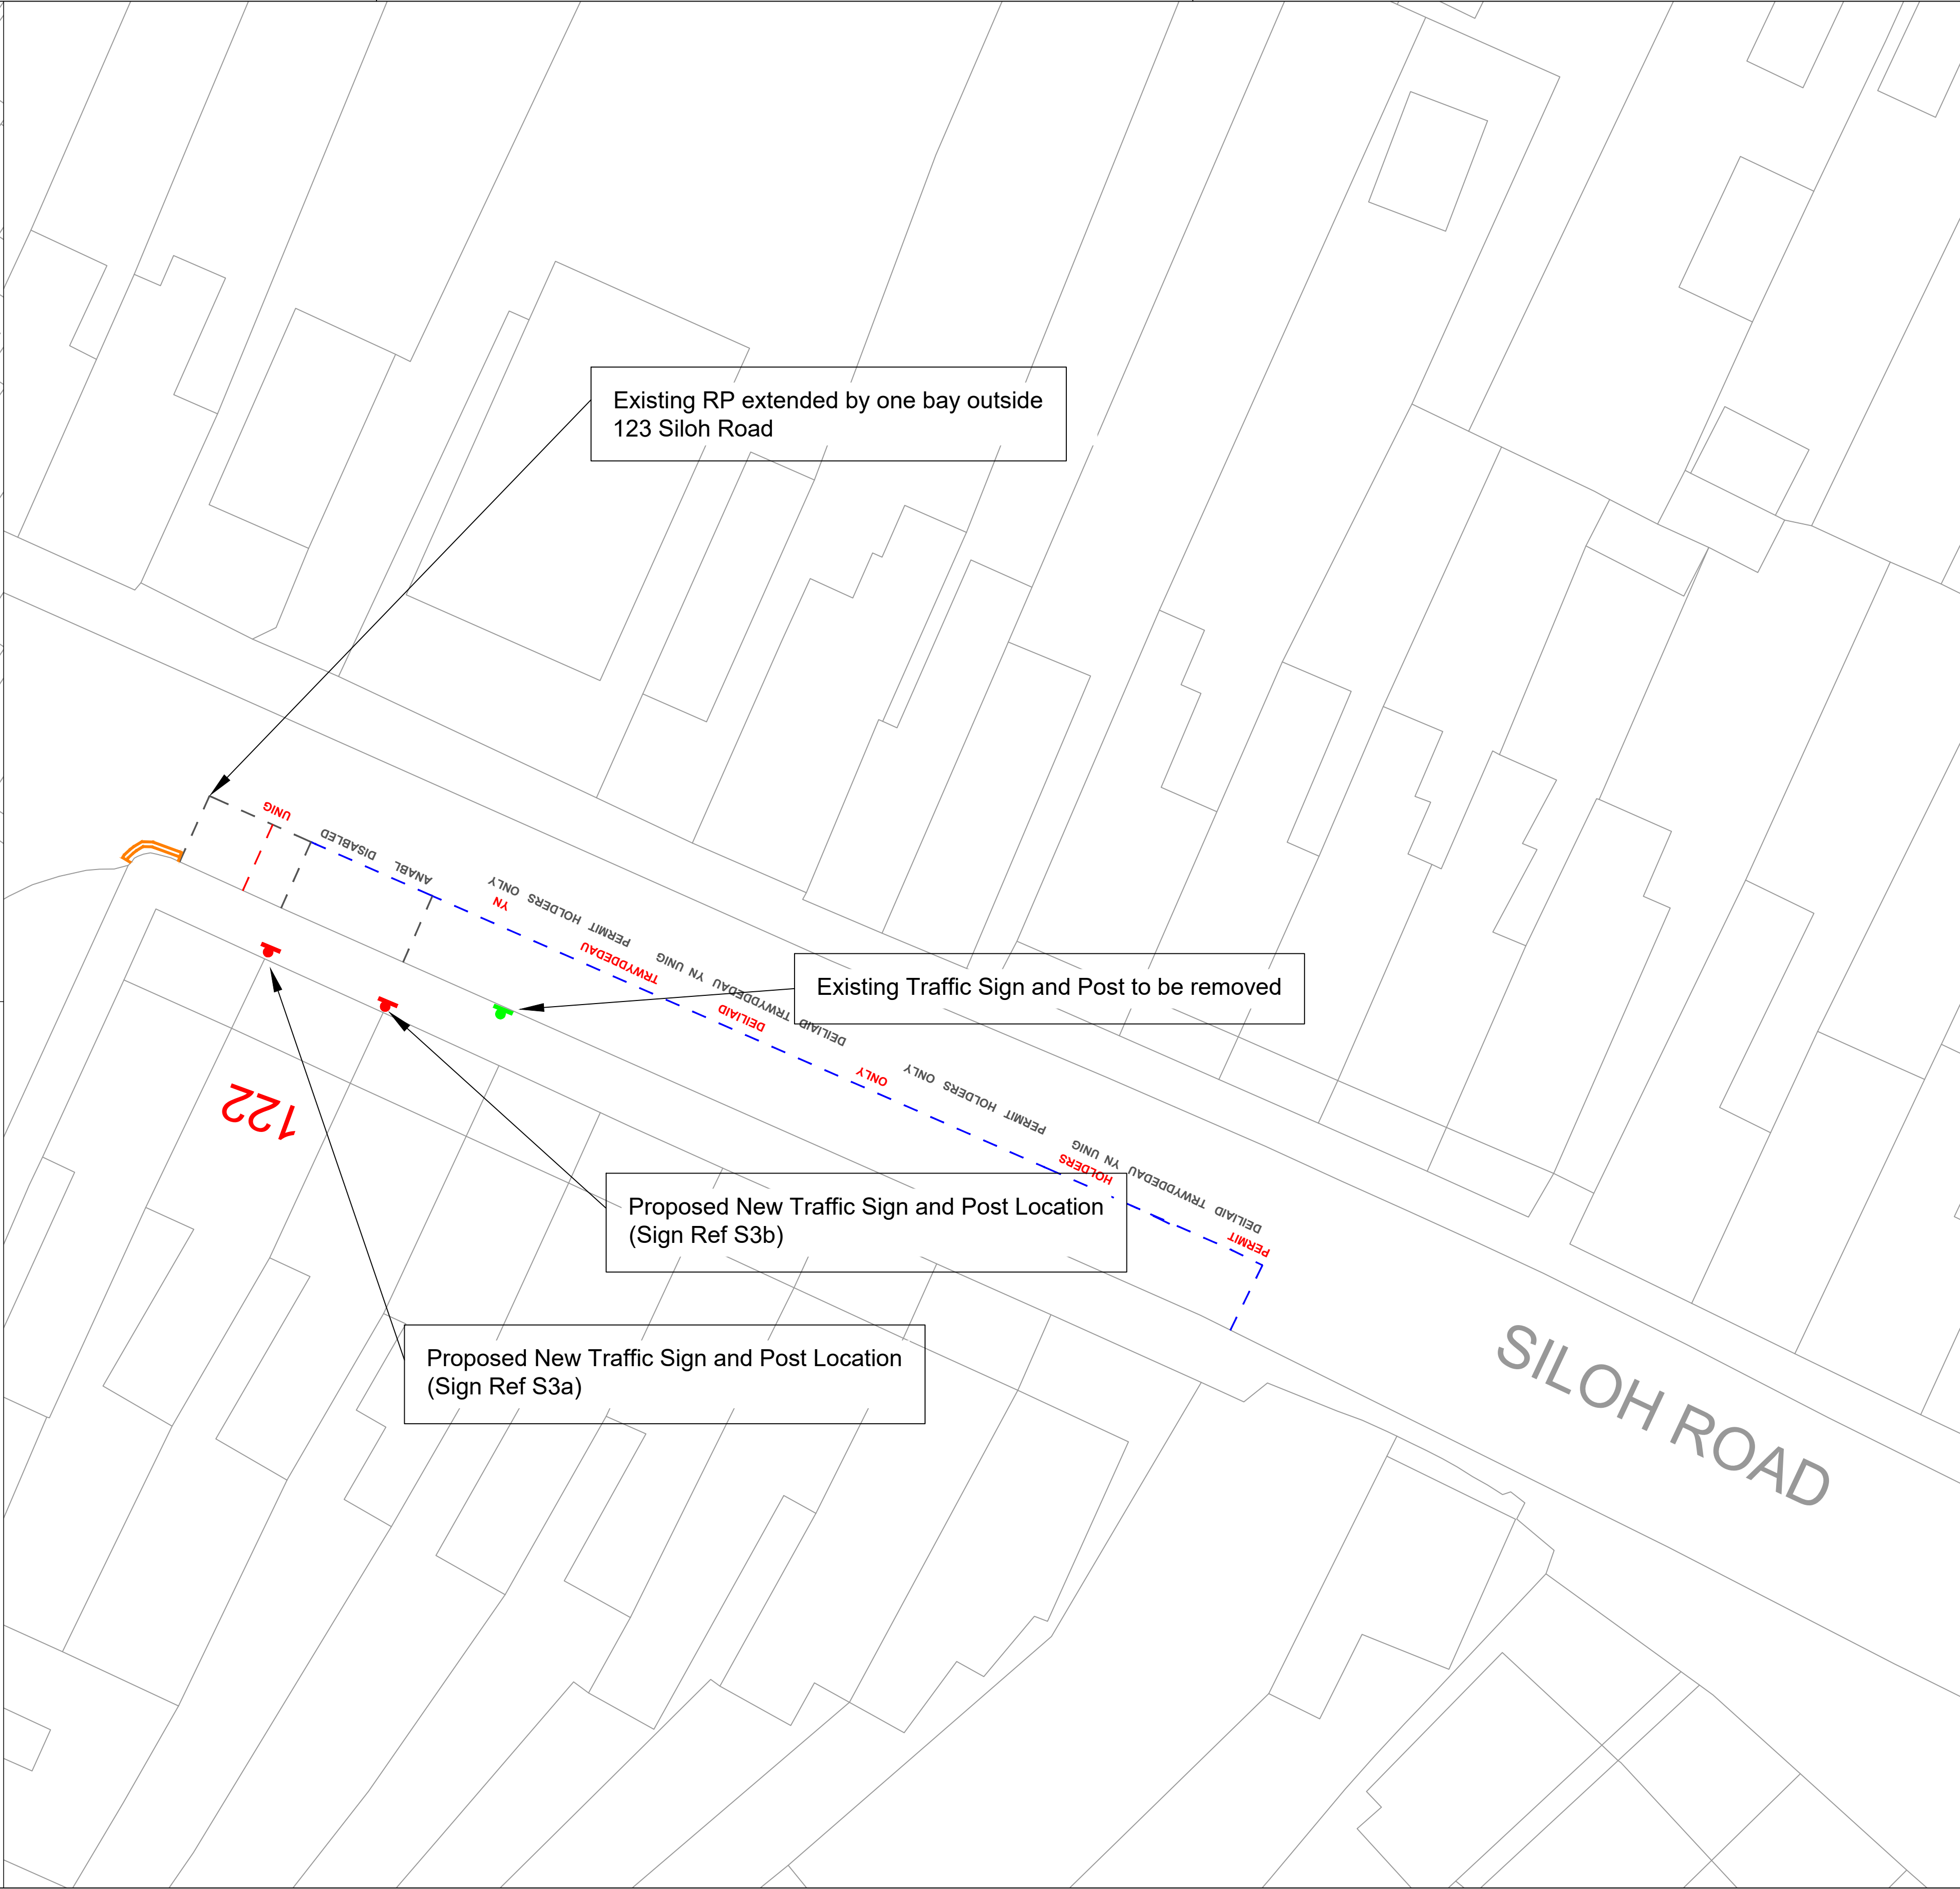 Existing RP extended by one bay outside
123 Siloh Road
UNIG
ANABL DISABLED
PERMIT HOLDERS ONLY
YN
DEILIAID TRWYDDEDAU YN UNIG
TRWYDDEDAU
Existing Traffic Sign and Post to be removed
DEILIAID
PERMIT HOLDERS ONLY
ONLY
122
DEILIAID TRWYDDEDAU YN UNIG
HOLDERS
Proposed New Traffic Sign and Post Location
(Sign Ref S3b)
PERMIT
Proposed New Traffic Sign and Post Location
(Sign Ref S3a)
SILOH ROAD